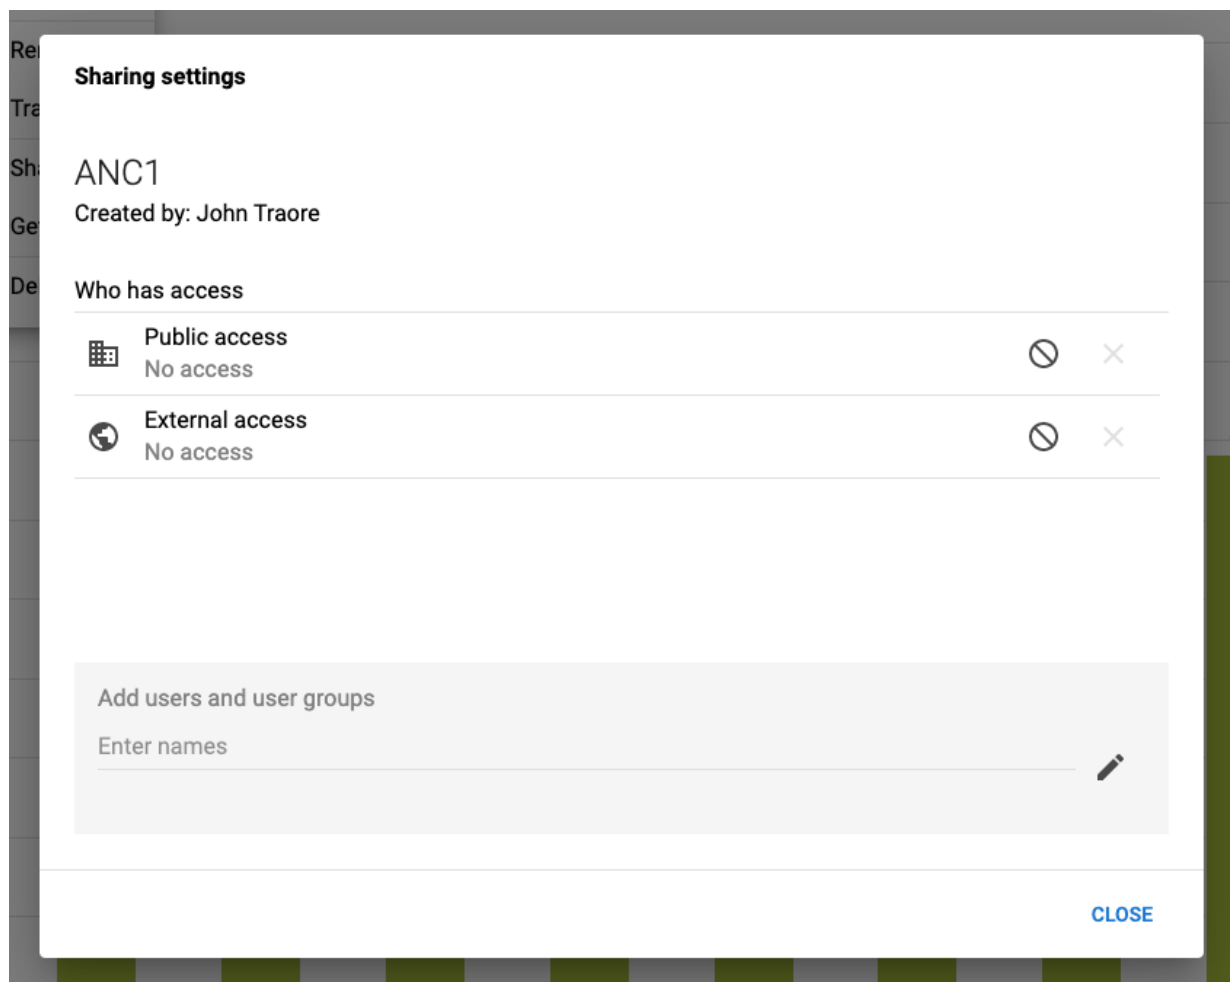 Sharing settings
ANC1
Created by: John Traore
Who has access
Public access
No access
External access
No access
Add users and user groups
Enter names
CLOSE